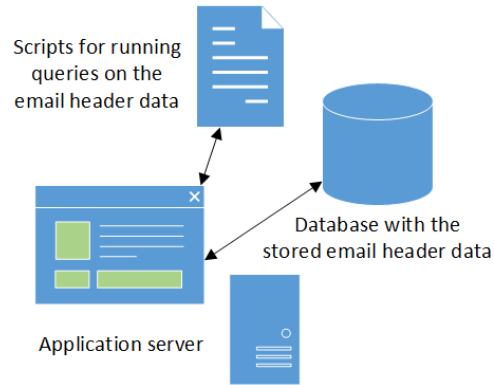 Scripts for running
queries on the
email header data
Database with the
stored email header data
Application server